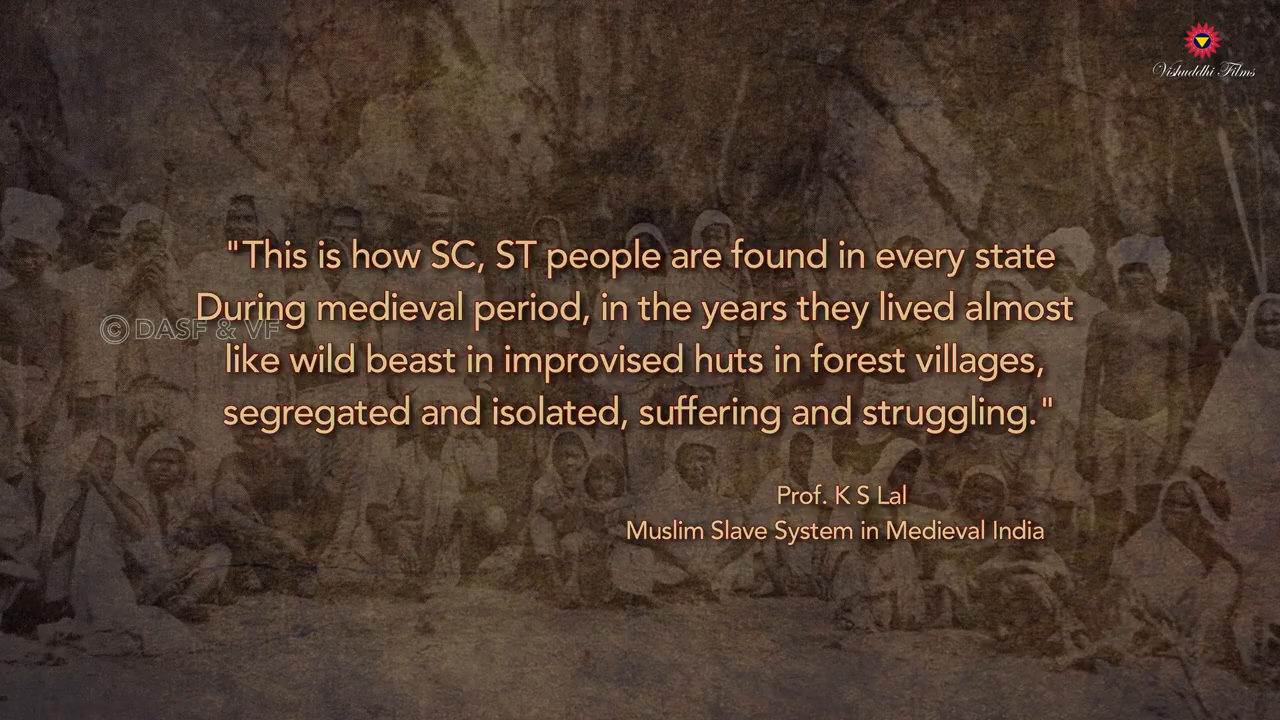 Vishuddhi Films
"This is how SC, ST people are found in every state
During medieval period, in the years they lived almost
© DASF & VF
like wild beast in improvised huts in forest villages,
segregated and isolated, suffering and struggling."
Prof. K S Lal
Muslim Slave System in Medieval India